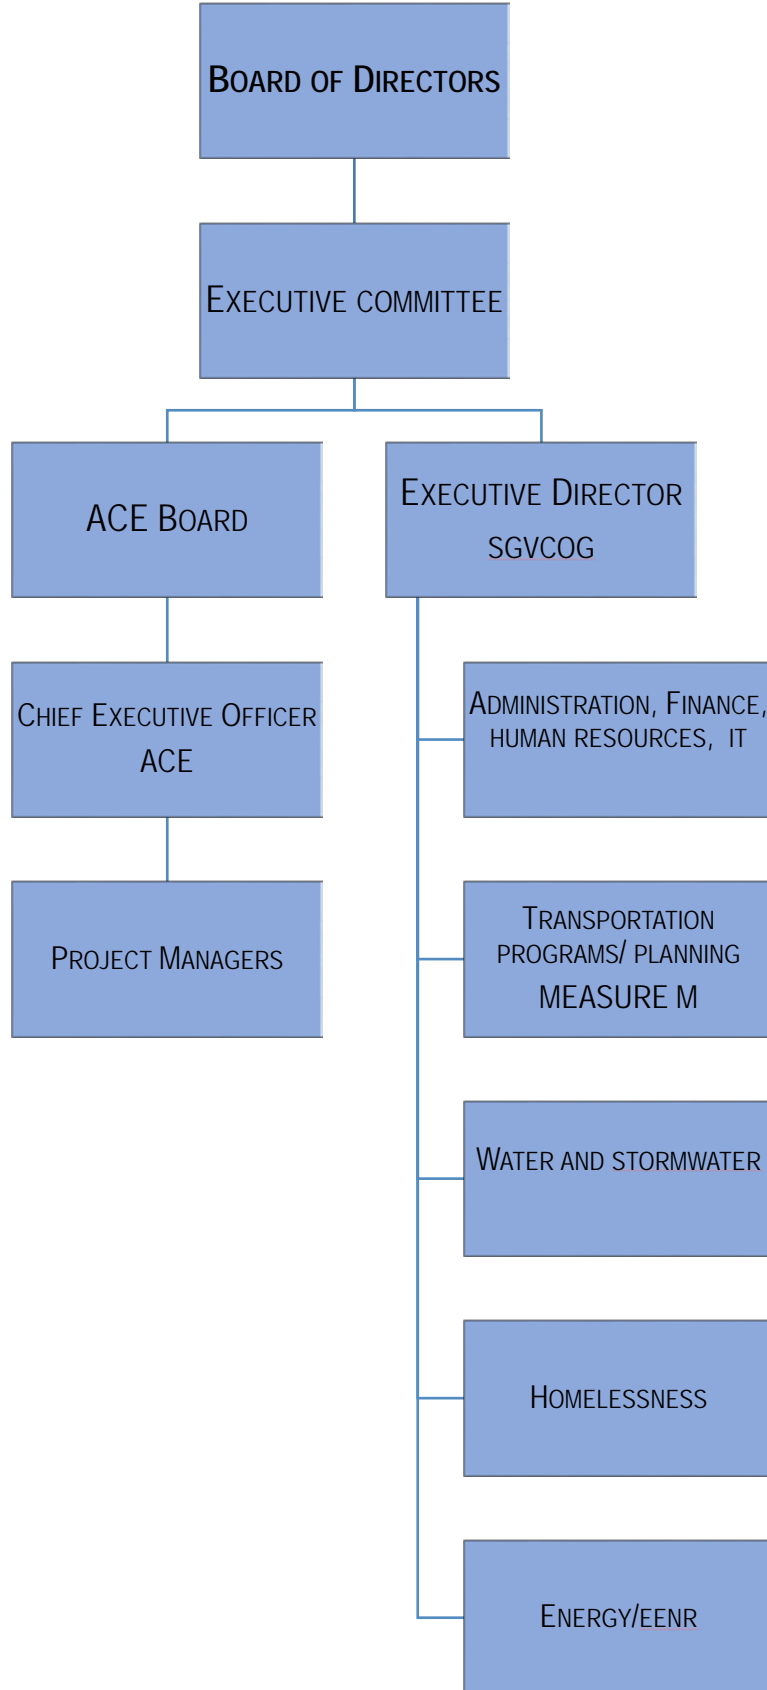 BOARD OF DIRECTORS
EXECUTIVE COMMITTEE
ACE BOARD
EXECUTIVE DIRECTOR
SGVCOG
CHIEF EXECUTIVE OFFICER
ACE
ADMINISTRATION, FINANCE,
HUMAN RESOURCES, IT
PROJECT MANAGERS
TRANSPORTATION
PROGRAMS/ PLANNING
MEASURE M
WATER AND STORMWATER
HOMELESSNESS
ENERGY/EENR